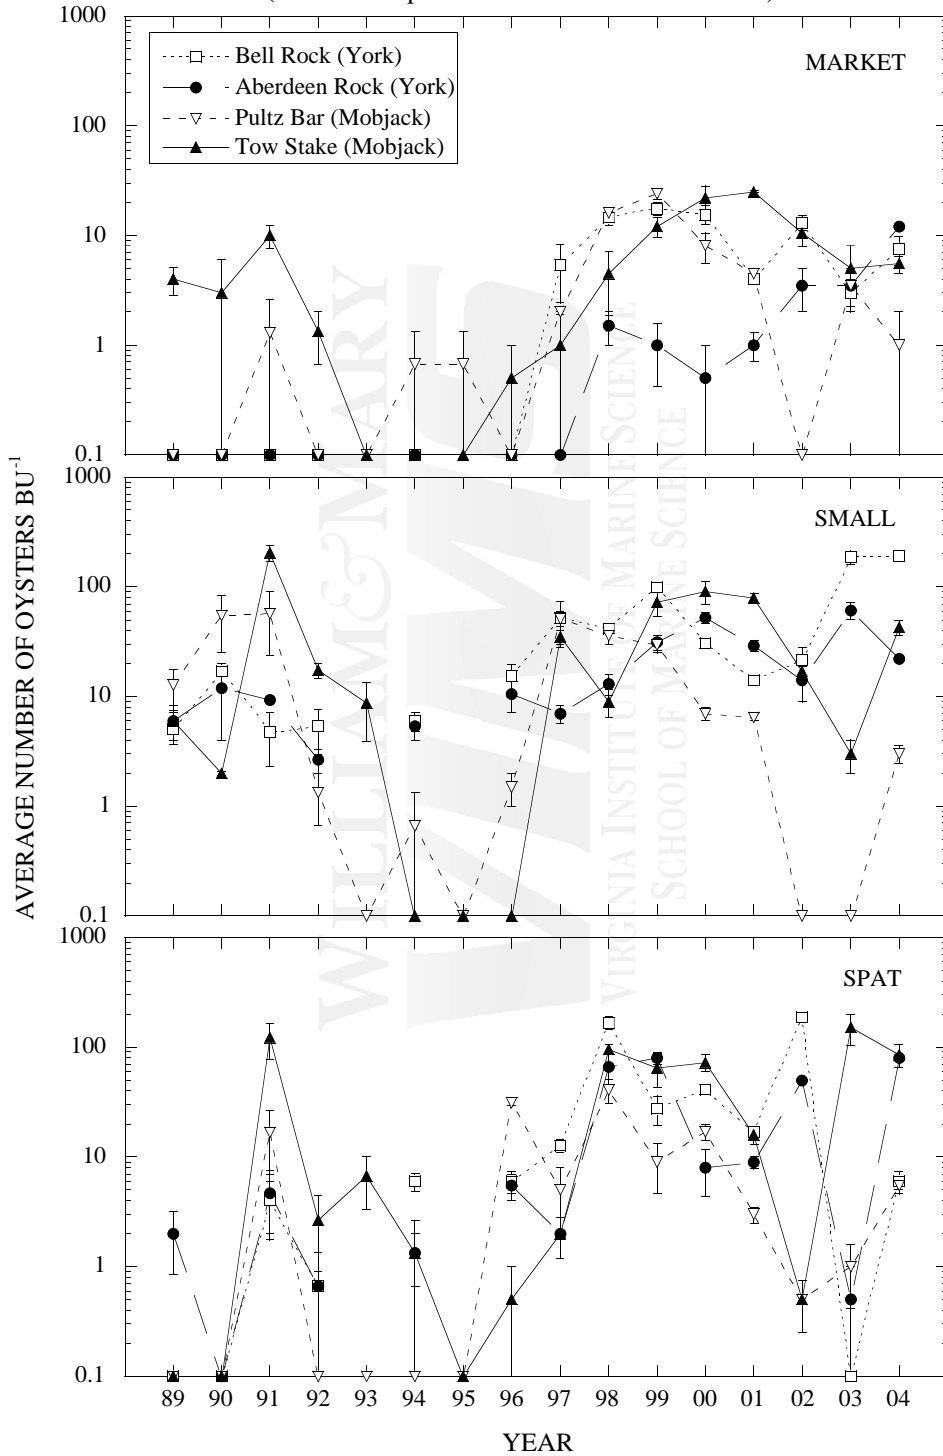 1000
100
10
1
0.1
Bell Rock (York)
Aberdeen Rock (York)
Pultz Bar (Mobjack)
Tow Stake (Mobjack)
MARKET
1000
100
10
1
0.1
SMALL
1000
100
10
1
0.1
SPAT
AVERAGE NUMBER OF OYSTERS BU-1
89 90 91 92 93 94 95 96 97 98 99 00 01 02 03 04
YEAR
WILLIAM & MARY
VIMS
VIRGINIA INSTITUTE OF MARINE SCIENCE
SCHOOL OF MARINE SCIENCE